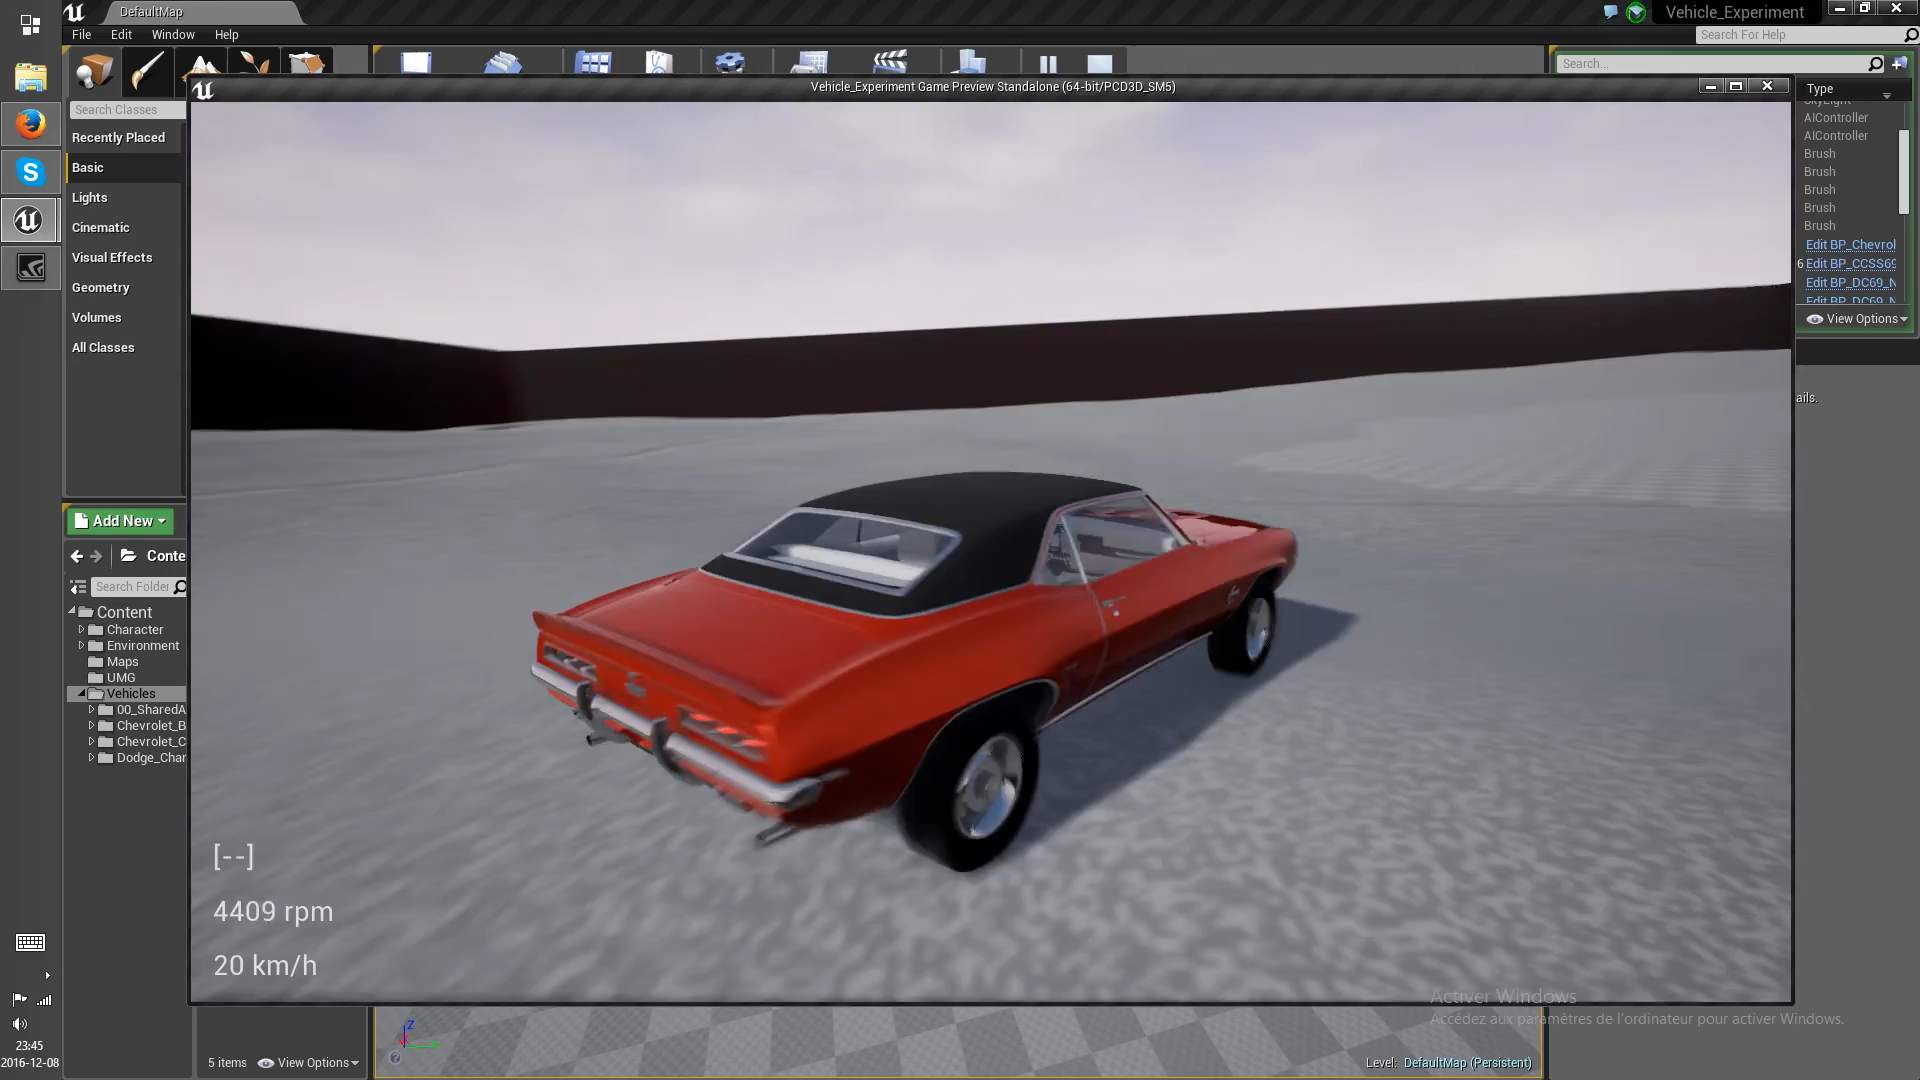 DefaultMap
Vehicle_Experiment
File Edit Window Help
Search For Help
Search...
Vehicle_Experiment Game Preview Standalone (64-bit/PCD3D_SM5)
Search Classes
Recently Placed
Basic
Lights
Cinematic
Visual Effects
Geometry
Volumes
All Classes
Type
SkyLight
AIController
AIController
Brush
Brush
Brush
Brush
Brush
Edit BP_Chevrol
6 Edit BP_CCSS69
Edit BP_DC69_N
Edit BP_DC69_N
View Options
ails.
Add New
Conte
Search Folder
Content
Character
Environment
Maps
UMG
Vehicles
00_SharedA
Chevrolet_B
Chevrolet_C
Dodge_Char
[--]
4409 rpm
20 km/h
Activer Windows
Accédez aux paramètres de l'ordinateur pour activer Windows.
23:45
2016-12-08
5 items View Options
Z
Level: DefaultMap (Persistent)